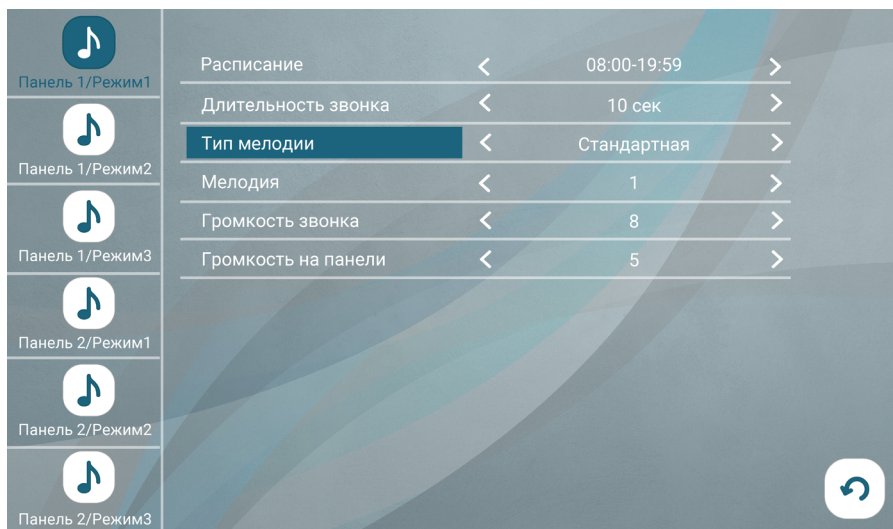 Панель 1/Режим1
Панель 1/Режим2
Панель 1/Режим3
Панель 2/Режим1
Панель 2/Режим2
Панель 2/Режим3
Расписание 08:00-19:59
Длительность звонка 10 сек
Тип мелодии Стандартная
Мелодия 1
Громкость звонка 8
Громкость на панели 5